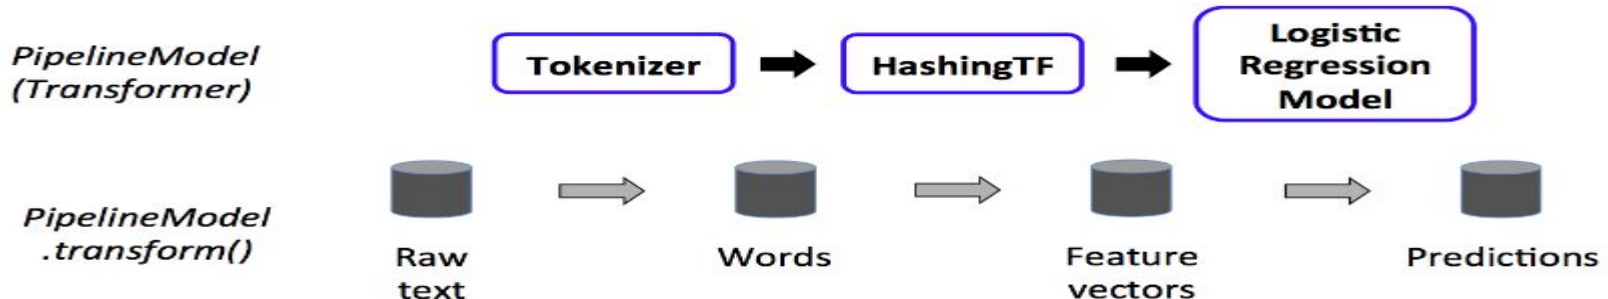 PipelineModel
(Transformer)
Tokenizer
HashingTF
Logistic
Regression
Model
PipelineModel
.transform()
Raw
text
Words
Feature
vectors
Predictions